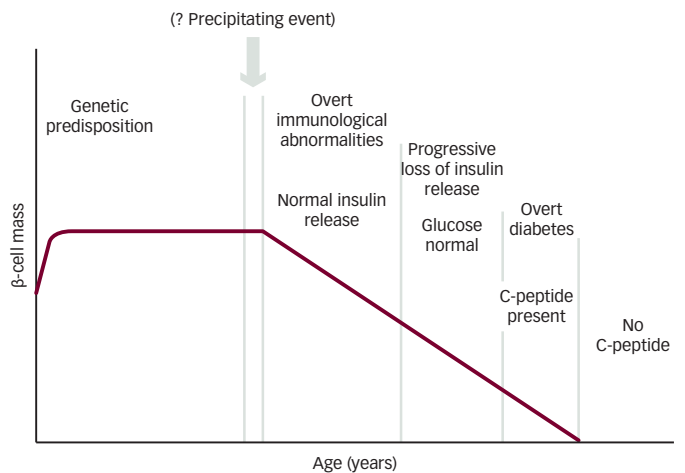 (? Precipitating event)
Genetic
predisposition
Overt
immunological
abnormalities
Normal insulin
release
Progressive
loss of insulin
release
Glucose
normal
Overt
diabetes
C-peptide
present
No
C-peptide
β-cell mass
Age (years)